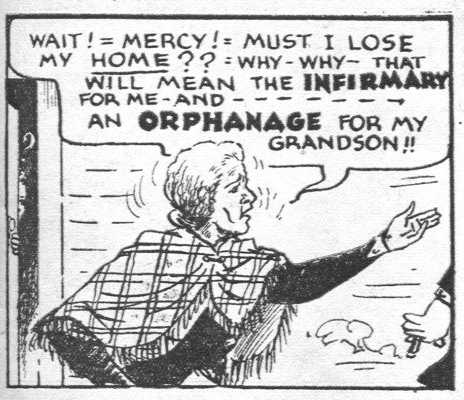 WAIT! = MERCY! = MUST I LOSE
MY HOME?? = WHY - WHY - THAT
WILL MEAN THE INFIRMARY
FOR ME - AND - - - - - - - - -
AN ORPHANAGE FOR MY
GRANDSON!!